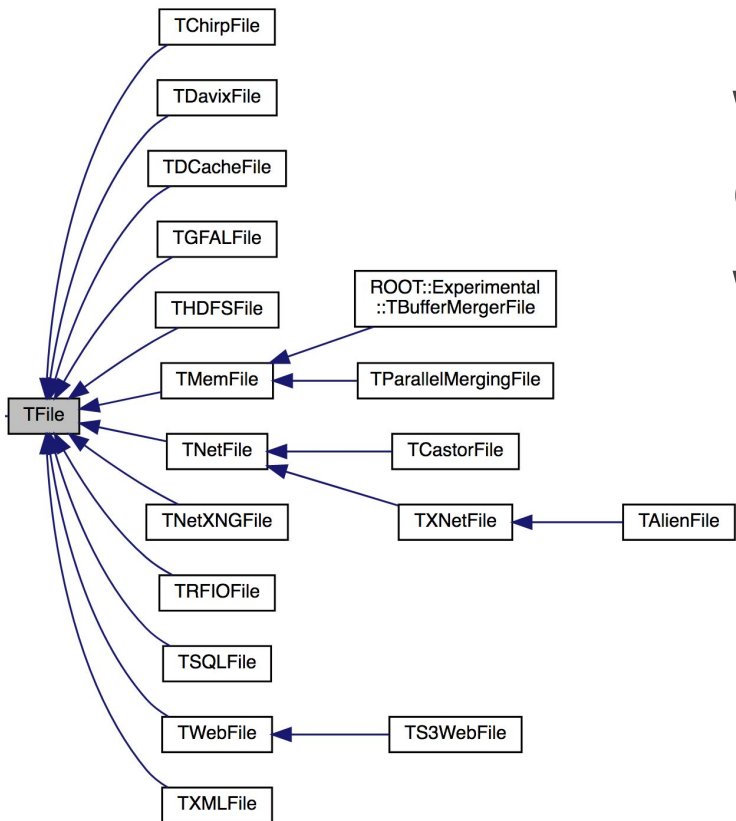 TChirpFile
TDavixFile
TDCacheFile
TGFALFile
THDFSFile
ROOT::Experimental
::TBufferMergerFile
TMemFile
TParallelMergingFile
TFile
TNetFile
TCastorFile
TNetXNGFile
TXNetFile
TAlienFile
TRFIOFile
TSQLFile
TWebFile
TS3WebFile
TXMLFile